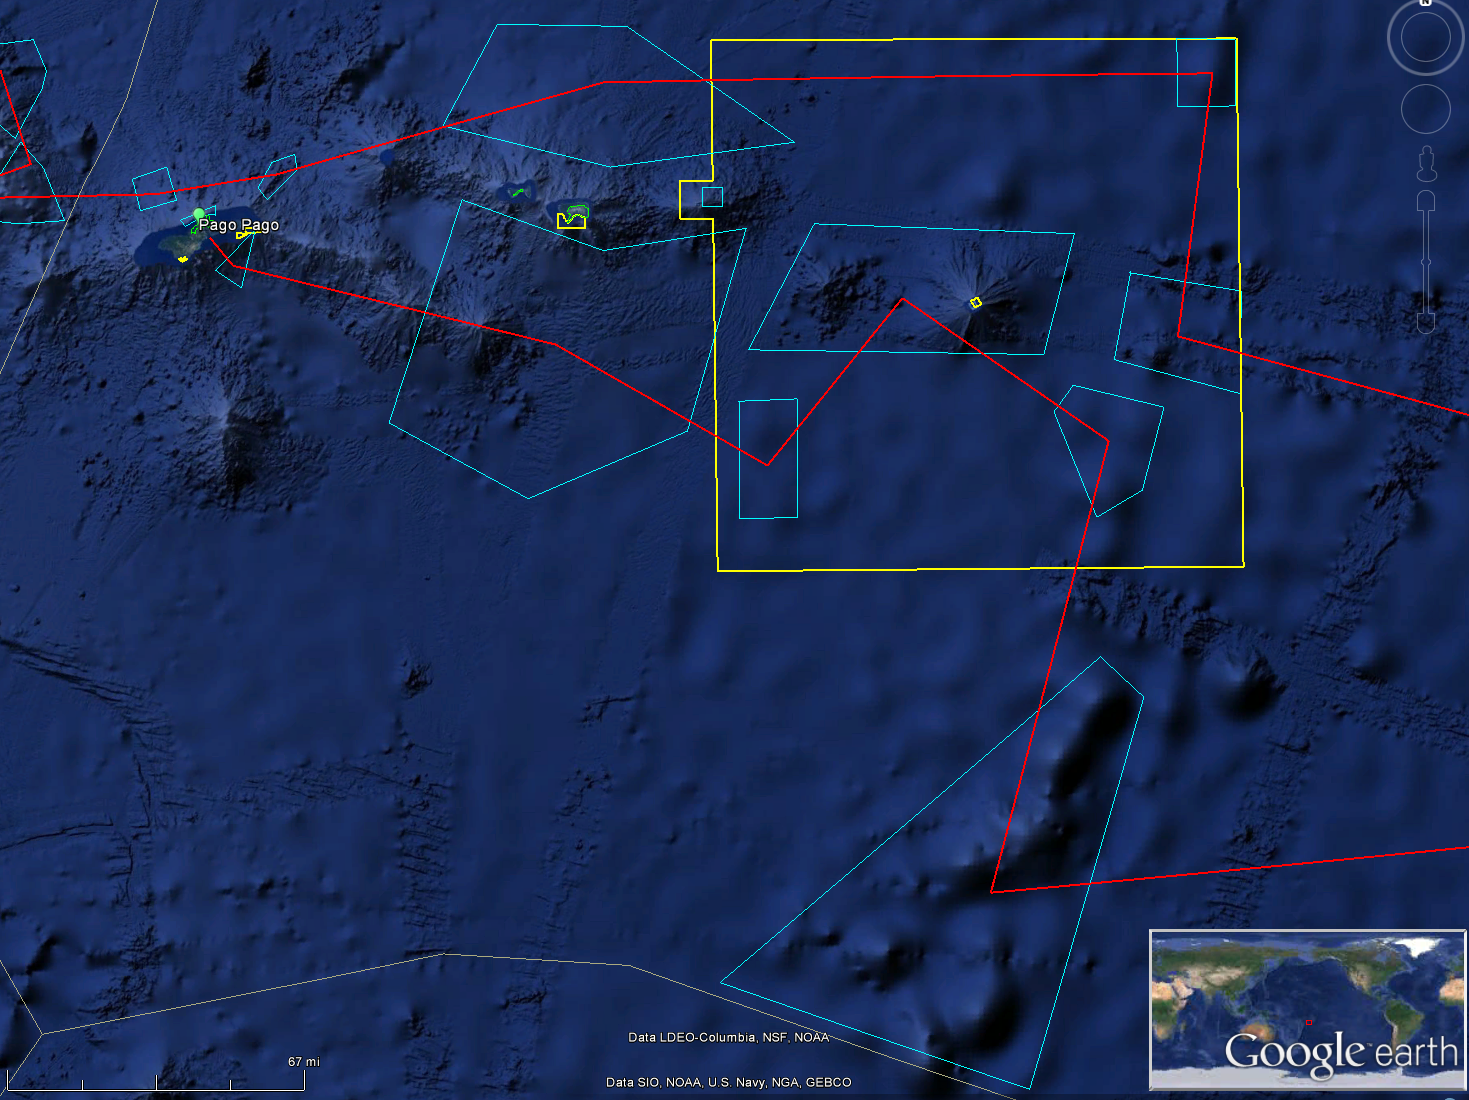 N
Pago Pago
67 mi
Data LDEO-Columbia, NSF, NOAA
Data SIO, NOAA, U.S. Navy, NGA, GEBCO
Google earth